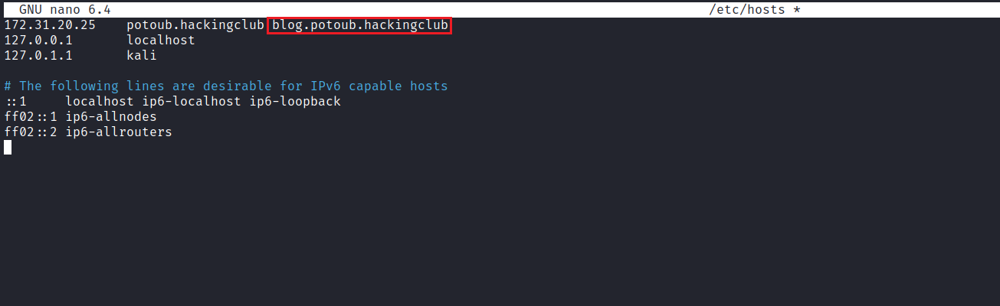 GNU nano 6.4 /etc/hosts *
172.31.20.25 potoub.hackingclub blog.potoub.hackingclub
127.0.0.1 localhost
127.0.1.1 kali
# The following lines are desirable for IPv6 capable hosts
::1 localhost ip6-localhost ip6-loopback
ff02::1 ip6-allnodes
ff02::2 ip6-allrouters